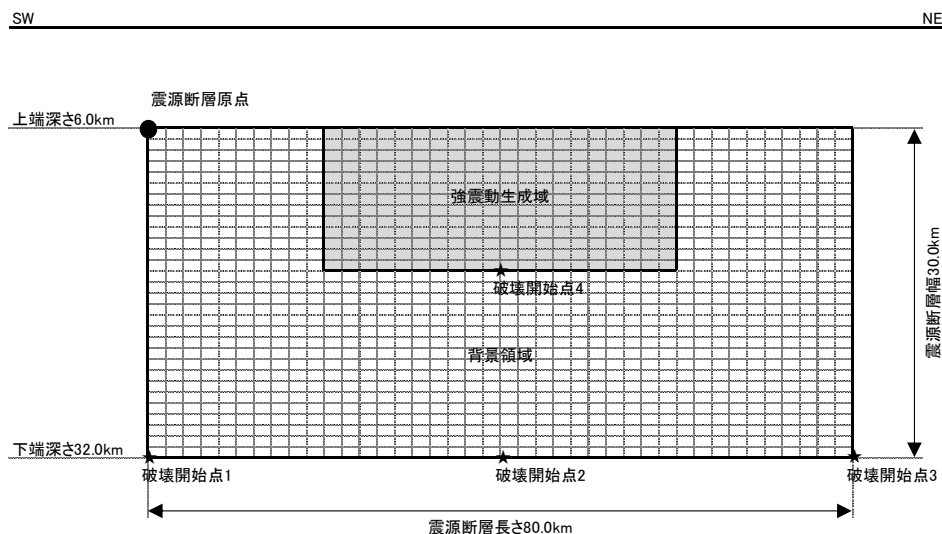 SW
NE
震源断層原点
上端深さ6.0km
強震動生成域
破壊開始点4
震源断層幅30.0km
背景領域
下端深さ32.0km
破壊開始点1
破壊開始点2
破壊開始点3
震源断層長さ80.0km